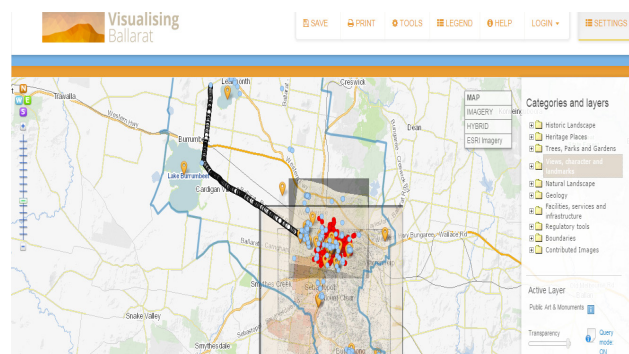 Visualising
Ballarat
SAVE
PRINT
TOOLS
LEGEND
HELP
LOGIN
SETTINGS
N
W E
S
Trawalla
Learmonth
Creswick
Dean
Burrumbeet
Lake Burrumbeet
Cardigan
Smythes Creek
Mount Clear
Snake Valley
Smythesdale
MAP
IMAGERY
HYBRID
ESRI Imagery
Categories and layers
Historic Landscape
Heritage Places
Trees, Parks and Gardens
Views, character and
landmarks
Natural Landscape
Geology
Facilities, services and
infrastructure
Regulatory tools
Boundaries
Contributed Images
Active Layer
Public Art & Monuments
Transparency
Query
mode:
ON